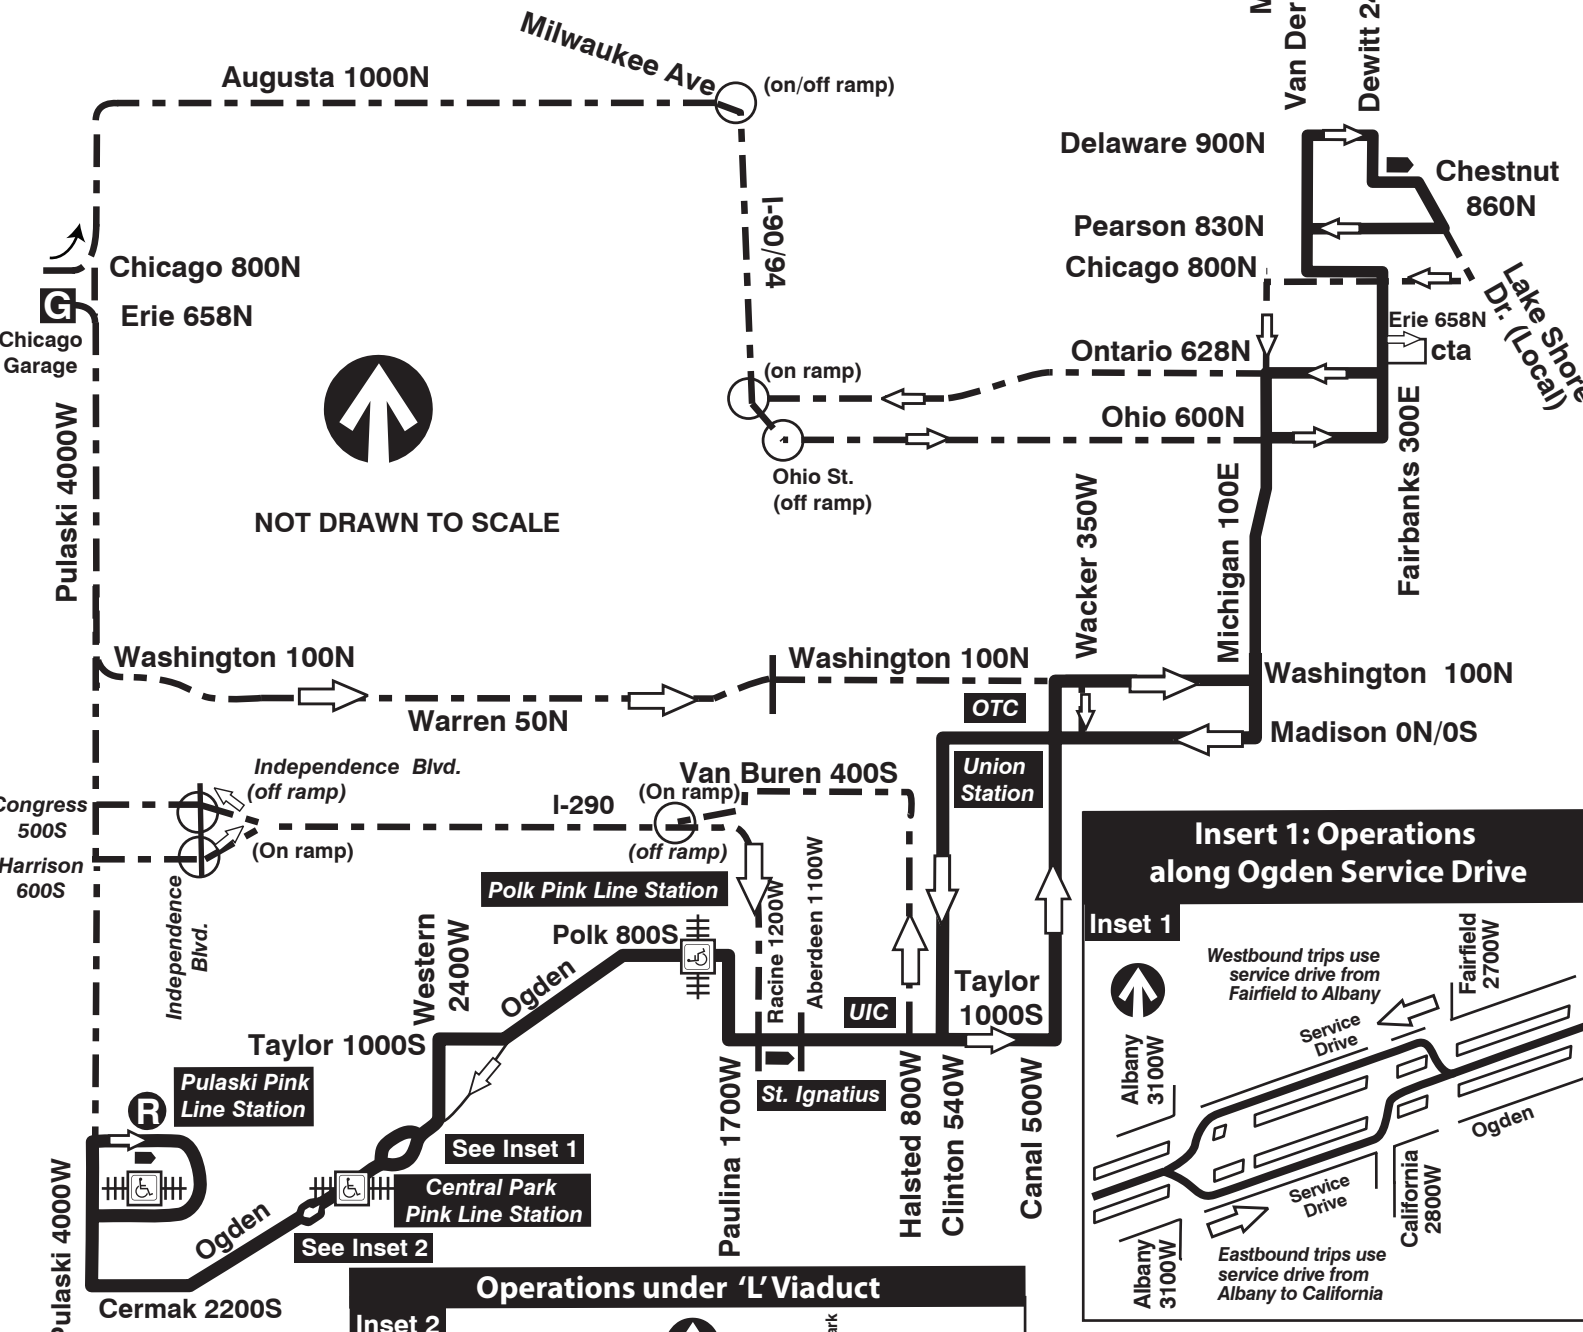 Milwaukee Ave
(on/off ramp)
Augusta 1000N
Van Der
Dewitt
Delaware 900N
Chestnut
860N
I-90/94
Pearson 830N
Chicago 800N
Lake Shore
Dr. (Local)
Chicago 800N
G
Erie 658N
Chicago
Garage
Erie 658N
cta
Ontario 628N
(on ramp)
Ohio 600N
Ohio St.
(off ramp)
Fairbanks 300E
Pulaski 4000W
NOT DRAWN TO SCALE
Wacker 350W
Michigan 100E
Washington 100N
Washington 100N
Washington 100N
Warren 50N
OTC
Madison 0N/0S
Union
Station
Independence Blvd.
(off ramp)
Van Buren 400S
(On ramp)
I-290
Congress
500S
(On ramp)
(off ramp)
Harrison
600S
Independence
Blvd.
Polk Pink Line Station
Racine 1200W
Aberdeen 1100W
Western
2400W
Polk 800S
Ogden
Taylor
1000S
UIC
Taylor 1000S
Pulaski Pink
Line Station
R
St. Ignatius
Paulina 1700W
Halsted 800W
Clinton 540W
Canal 500W
See Inset 1
Central Park
Pink Line Station
Ogden
See Inset 2
Pulaski 4000W
Cermak 2200S
Operations under ‘L’ Viaduct
Inset 2
Insert 1: Operations
along Ogden Service Drive
Inset 1
Westbound trips use
service drive from
Fairfield to Albany
Fairfield
2700W
Service
Drive
Albany
3100W
Ogden
Service
Drive
California
2800W
Albany
3100W
Eastbound trips use
service drive from
Albany to California